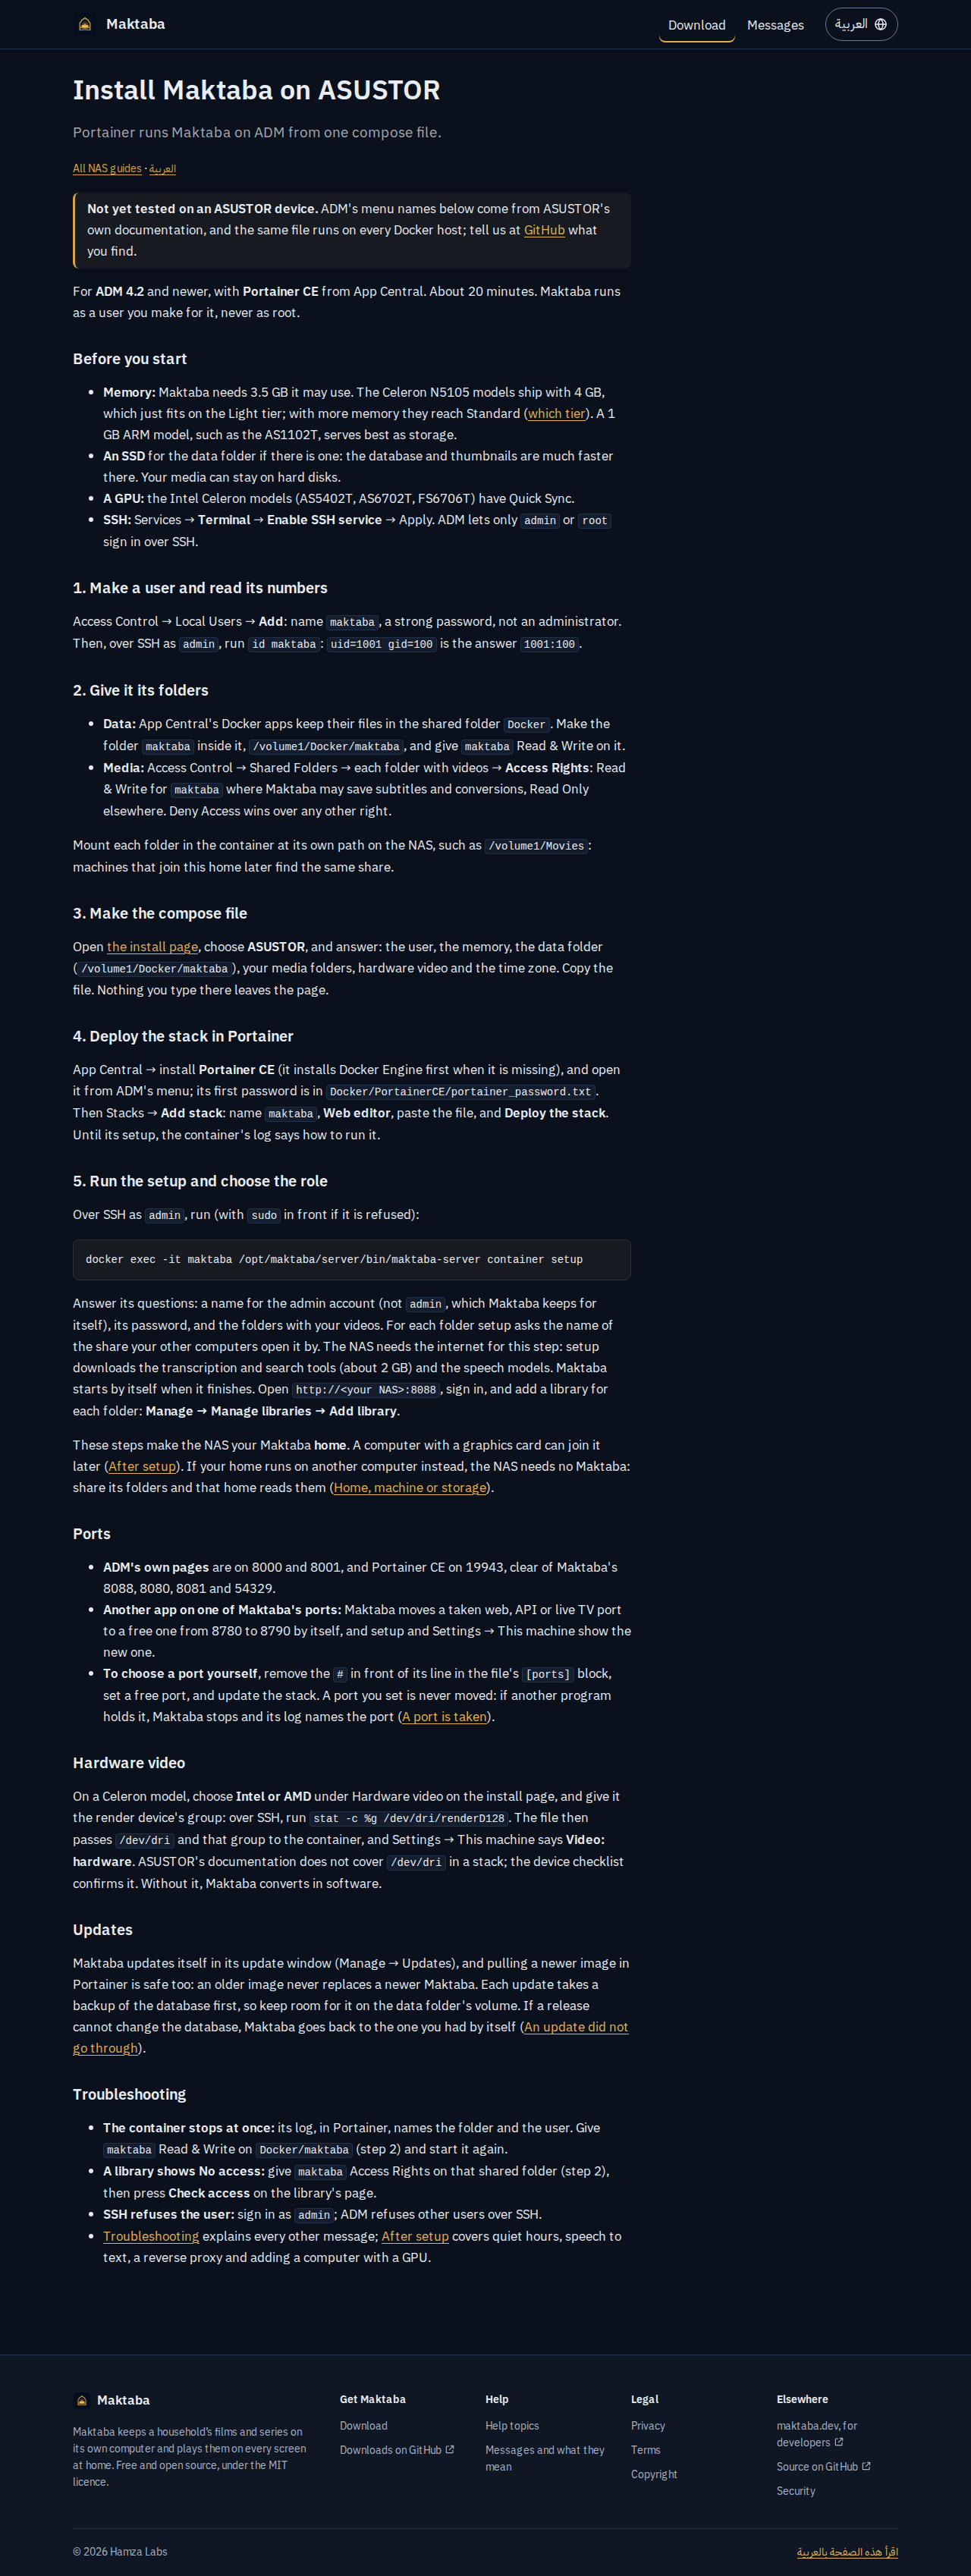 Maktaba
Download
Messages
العربية
Install Maktaba on ASUSTOR
Portainer runs Maktaba on ADM from one compose file.
All NAS guides · العربية
Not yet tested on an ASUSTOR device. ADM's menu names below come from ASUSTOR's
own documentation, and the same file runs on every Docker host; tell us at GitHub what
you find.
For ADM 4.2 and newer, with Portainer CE from App Central. About 20 minutes. Maktaba runs
as a user you make for it, never as root.
Before you start
• Memory: Maktaba needs 3.5 GB it may use. The Celeron N5105 models ship with 4 GB,
which just fits on the Light tier; with more memory they reach Standard (which tier). A 1
GB ARM model, such as the AS1102T, serves best as storage.
• An SSD for the data folder if there is one: the database and thumbnails are much faster
there. Your media can stay on hard disks.
• A GPU: the Intel Celeron models (AS5402T, AS6702T, FS6706T) have Quick Sync.
• SSH: Services → Terminal → Enable SSH service → Apply. ADM lets only admin or root
sign in over SSH.
1. Make a user and read its numbers
Access Control → Local Users → Add: name maktaba, a strong password, not an administrator.
Then, over SSH as admin, run id maktaba: uid=1001 gid=100 is the answer 1001:100.
2. Give it its folders
• Data: App Central's Docker apps keep their files in the shared folder Docker. Make the
folder maktaba inside it, /volume1/Docker/maktaba, and give maktaba Read & Write on it.
• Media: Access Control → Shared Folders → each folder with videos → Access Rights: Read
& Write for maktaba where Maktaba may save subtitles and conversions, Read Only
elsewhere. Deny Access wins over any other right.
Mount each folder in the container at its own path on the NAS, such as /volume1/Movies:
machines that join this home later find the same share.
3. Make the compose file
Open the install page, choose ASUSTOR, and answer: the user, the memory, the data folder
(/volume1/Docker/maktaba), your media folders, hardware video and the time zone. Copy the
file. Nothing you type there leaves the page.
4. Deploy the stack in Portainer
App Central → install Portainer CE (it installs Docker Engine first when it is missing), and open
it from ADM's menu; its first password is in Docker/PortainerCE/portainer_password.txt.
Then Stacks → Add stack: name maktaba, Web editor, paste the file, and Deploy the stack.
Until its setup, the container's log says how to run it.
5. Run the setup and choose the role
Over SSH as admin, run (with sudo in front if it is refused):
docker exec -it maktaba /opt/maktaba/server/bin/maktaba-server container setup
Answer its questions: a name for the admin account (not admin, which Maktaba keeps for
itself), its password, and the folders with your videos. For each folder setup asks the name of
the share your other computers open it by. The NAS needs the internet for this step: setup
downloads the transcription and search tools (about 2 GB) and the speech models. Maktaba
starts by itself when it finishes. Open http://<your NAS>:8088, sign in, and add a library for
each folder: Manage → Manage libraries → Add library.
These steps make the NAS your Maktaba home. A computer with a graphics card can join it
later (After setup). If your home runs on another computer instead, the NAS needs no Maktaba:
share its folders and that home reads them (Home, machine or storage).
Ports
• ADM's own pages are on 8000 and 8001, and Portainer CE on 19943, clear of Maktaba's
8088, 8080, 8081 and 54329.
• Another app on one of Maktaba's ports: Maktaba moves a taken web, API or live TV port
to a free one from 8780 to 8790 by itself, and setup and Settings → This machine show the
new one.
• To choose a port yourself, remove the # in front of its line in the file's [ports] block,
set a free port, and update the stack. A port you set is never moved: if another program
holds it, Maktaba stops and its log names the port (A port is taken).
Hardware video
On a Celeron model, choose Intel or AMD under Hardware video on the install page, and give it
the render device's group: over SSH, run stat -c %g /dev/dri/renderD128. The file then
passes /dev/dri and that group to the container, and Settings → This machine says Video:
hardware. ASUSTOR's documentation does not cover /dev/dri in a stack; the device checklist
confirms it. Without it, Maktaba converts in software.
Updates
Maktaba updates itself in its update window (Manage → Updates), and pulling a newer image in
Portainer is safe too: an older image never replaces a newer Maktaba. Each update takes a
backup of the database first, so keep room for it on the data folder's volume. If a release
cannot change the database, Maktaba goes back to the one you had by itself (An update did not
go through).
Troubleshooting
• The container stops at once: its log, in Portainer, names the folder and the user. Give
maktaba Read & Write on Docker/maktaba (step 2) and start it again.
• A library shows No access: give maktaba Access Rights on that shared folder (step 2),
then press Check access on the library's page.
• SSH refuses the user: sign in as admin; ADM refuses other users over SSH.
• Troubleshooting explains every other message; After setup covers quiet hours, speech to
text, a reverse proxy and adding a computer with a GPU.
Maktaba
Maktaba keeps a household's films and series on
its own computer and plays them on every screen
at home. Free and open source, under the MIT
licence.
Get Maktaba
Download
Downloads on GitHub
Help
Help topics
Messages and what they
mean
Legal
Privacy
Terms
Copyright
Elsewhere
maktaba.dev, for
developers
Source on GitHub
Security
© 2026 Hamza Labs
اقرأ هذه الصفحة بالعربية